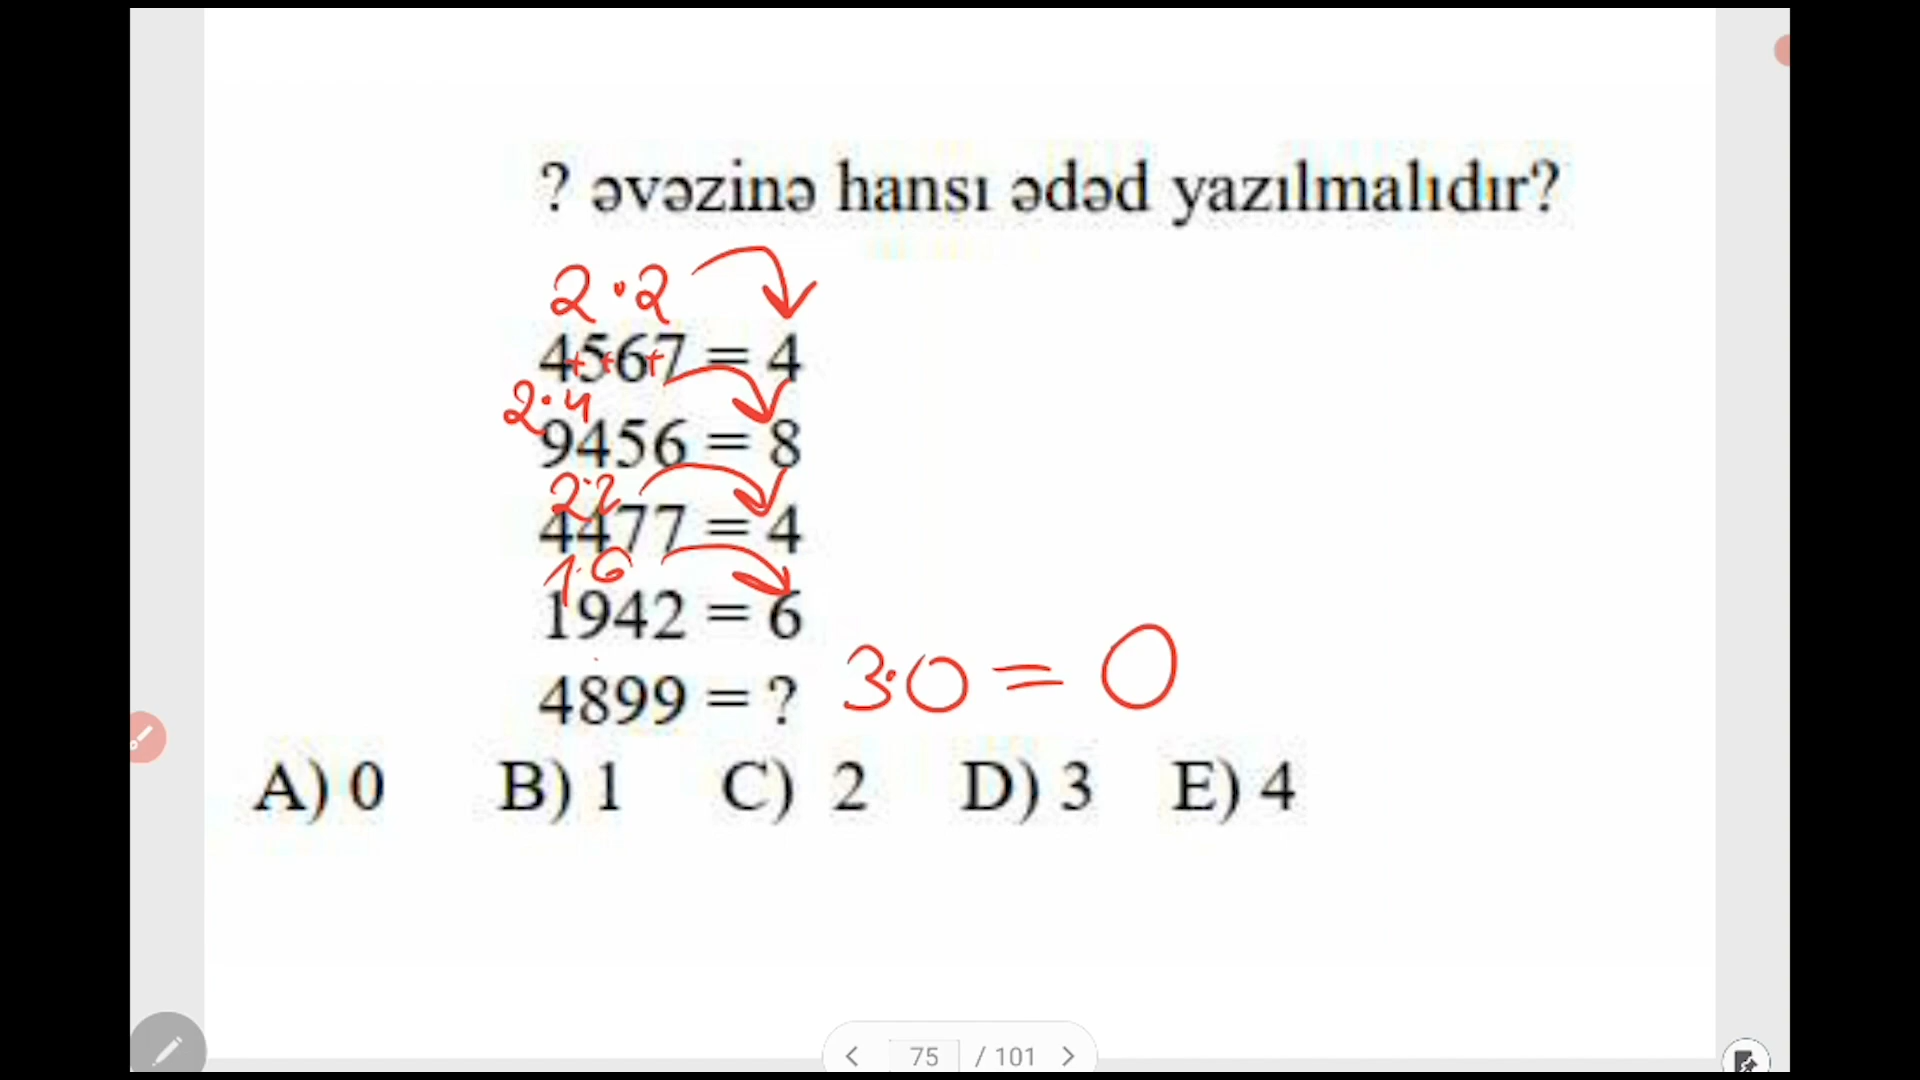 ? əvəzinə hansı ədəd yazılmalıdır?
2·2
4567 = 4
+ + +
2·4
9456 = 8
2·2
4477 = 4
1·6
1942 = 6
4899 = ? 3·0 = 0
A) 0 B) 1 C) 2 D) 3 E) 4
75 / 101